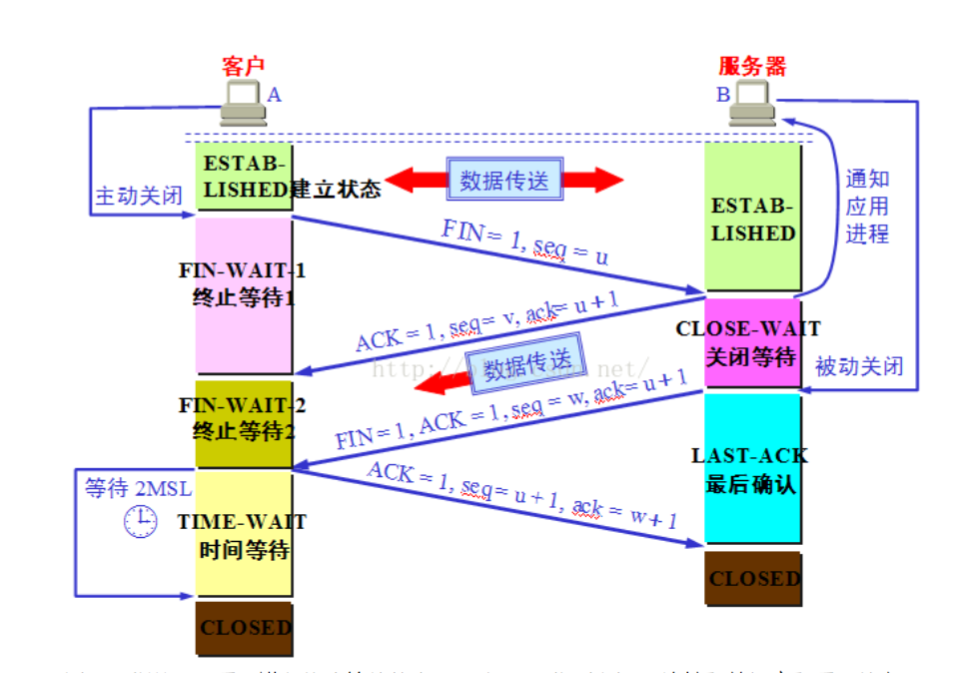 客户
服务器
A
B
ESTAB-
LISHED建立状态
数据传送
主动关闭
ESTAB-
LISHED
通知
应用
进程
FIN = 1, seq = u
FIN-WAIT-1
终止等待1
ACK = 1, seq= v, ack= u + 1
CLOSE-WAIT
关闭等待
数据传送
被动关闭
FIN-WAIT-2
终止等待2
FIN = 1, ACK = 1, seq = w, ack= u + 1
LAST-ACK
最后确认
等待 2MSL
ACK = 1, seq= u + 1, ack = w + 1
TIME-WAIT
时间等待
CLOSED
CLOSED